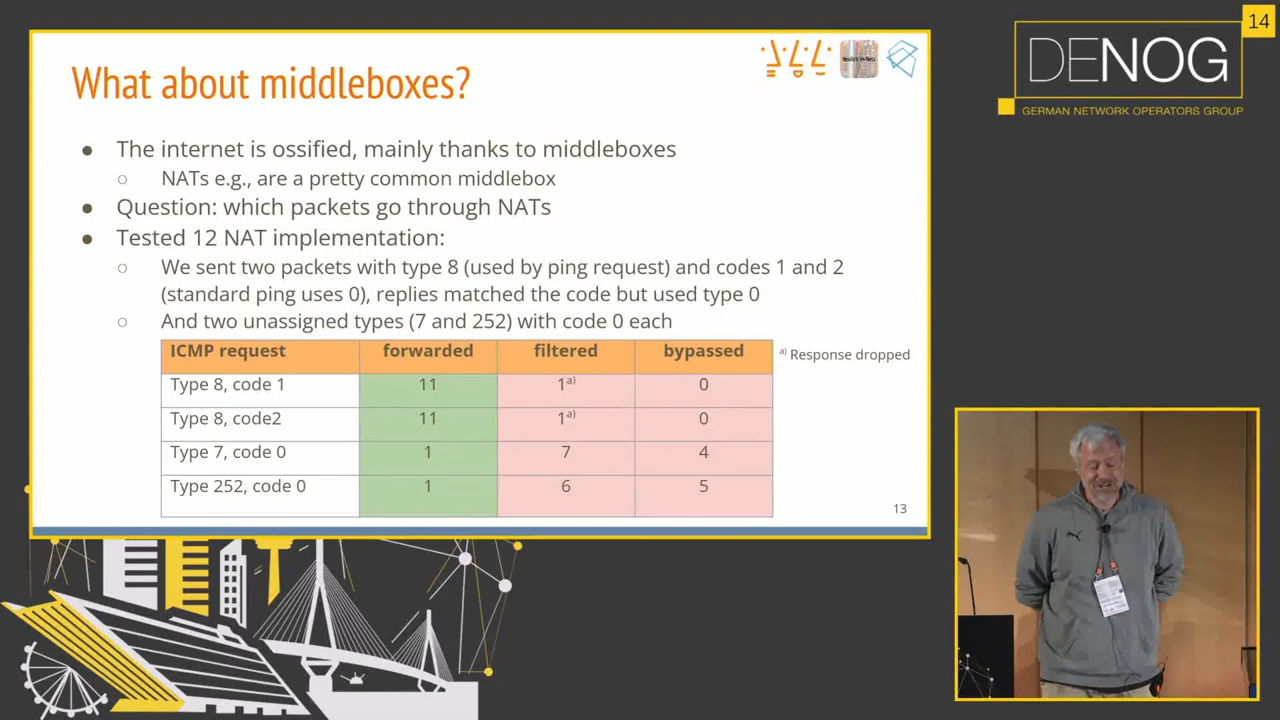 14
DENOG
GERMAN NETWORK OPERATORS GROUP
What about middleboxes?
● The internet is ossified, mainly thanks to middleboxes
○ NATs e.g., are a pretty common middlebox
● Question: which packets go through NATs
● Tested 12 NAT implementation:
○ We sent two packets with type 8 (used by ping request) and codes 1 and 2
(standard ping uses 0), replies matched the code but used type 0
○ And two unassigned types (7 and 252) with code 0 each
ICMP request forwarded filtered bypassed
a) Response dropped
Type 8, code 1 11 1a) 0
Type 8, code2 11 1a) 0
Type 7, code 0 1 7 4
Type 252, code 0 1 6 5
13